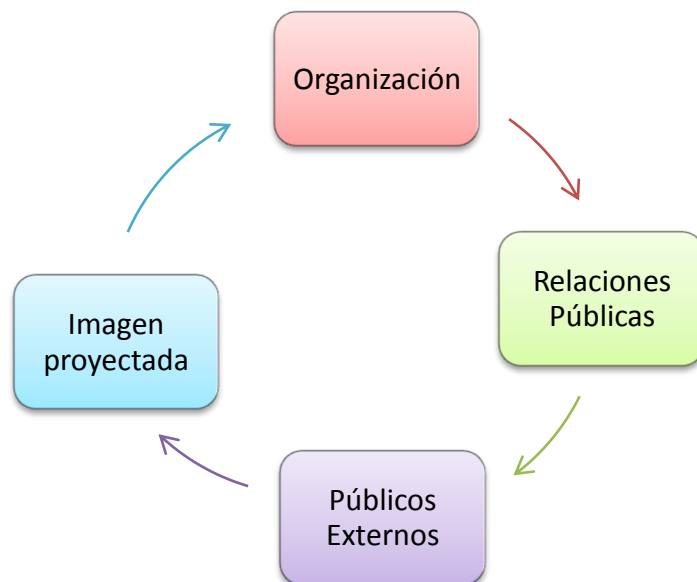 Organización
Relaciones
Públicas
Públicos
Externos
Imagen
proyectada